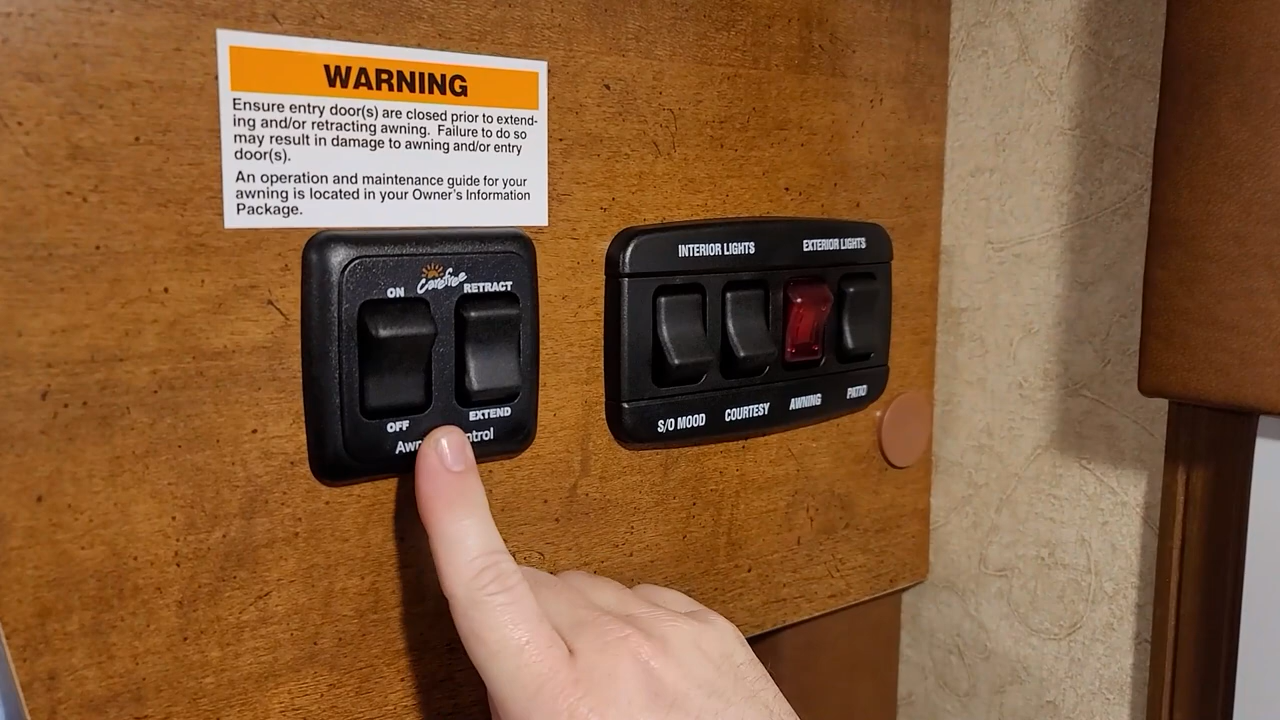 WARNING
Ensure entry door(s) are closed prior to extend-
ing and/or retracting awning. Failure to do so
may result in damage to awning and/or entry
door(s).
An operation and maintenance guide for your
awning is located in your Owner's Information
Package.
Carefree
ON RETRACT
OFF EXTEND
INTERIOR LIGHTS EXTERIOR LIGHTS
S/O MOOD COURTESY AWNING PATIO